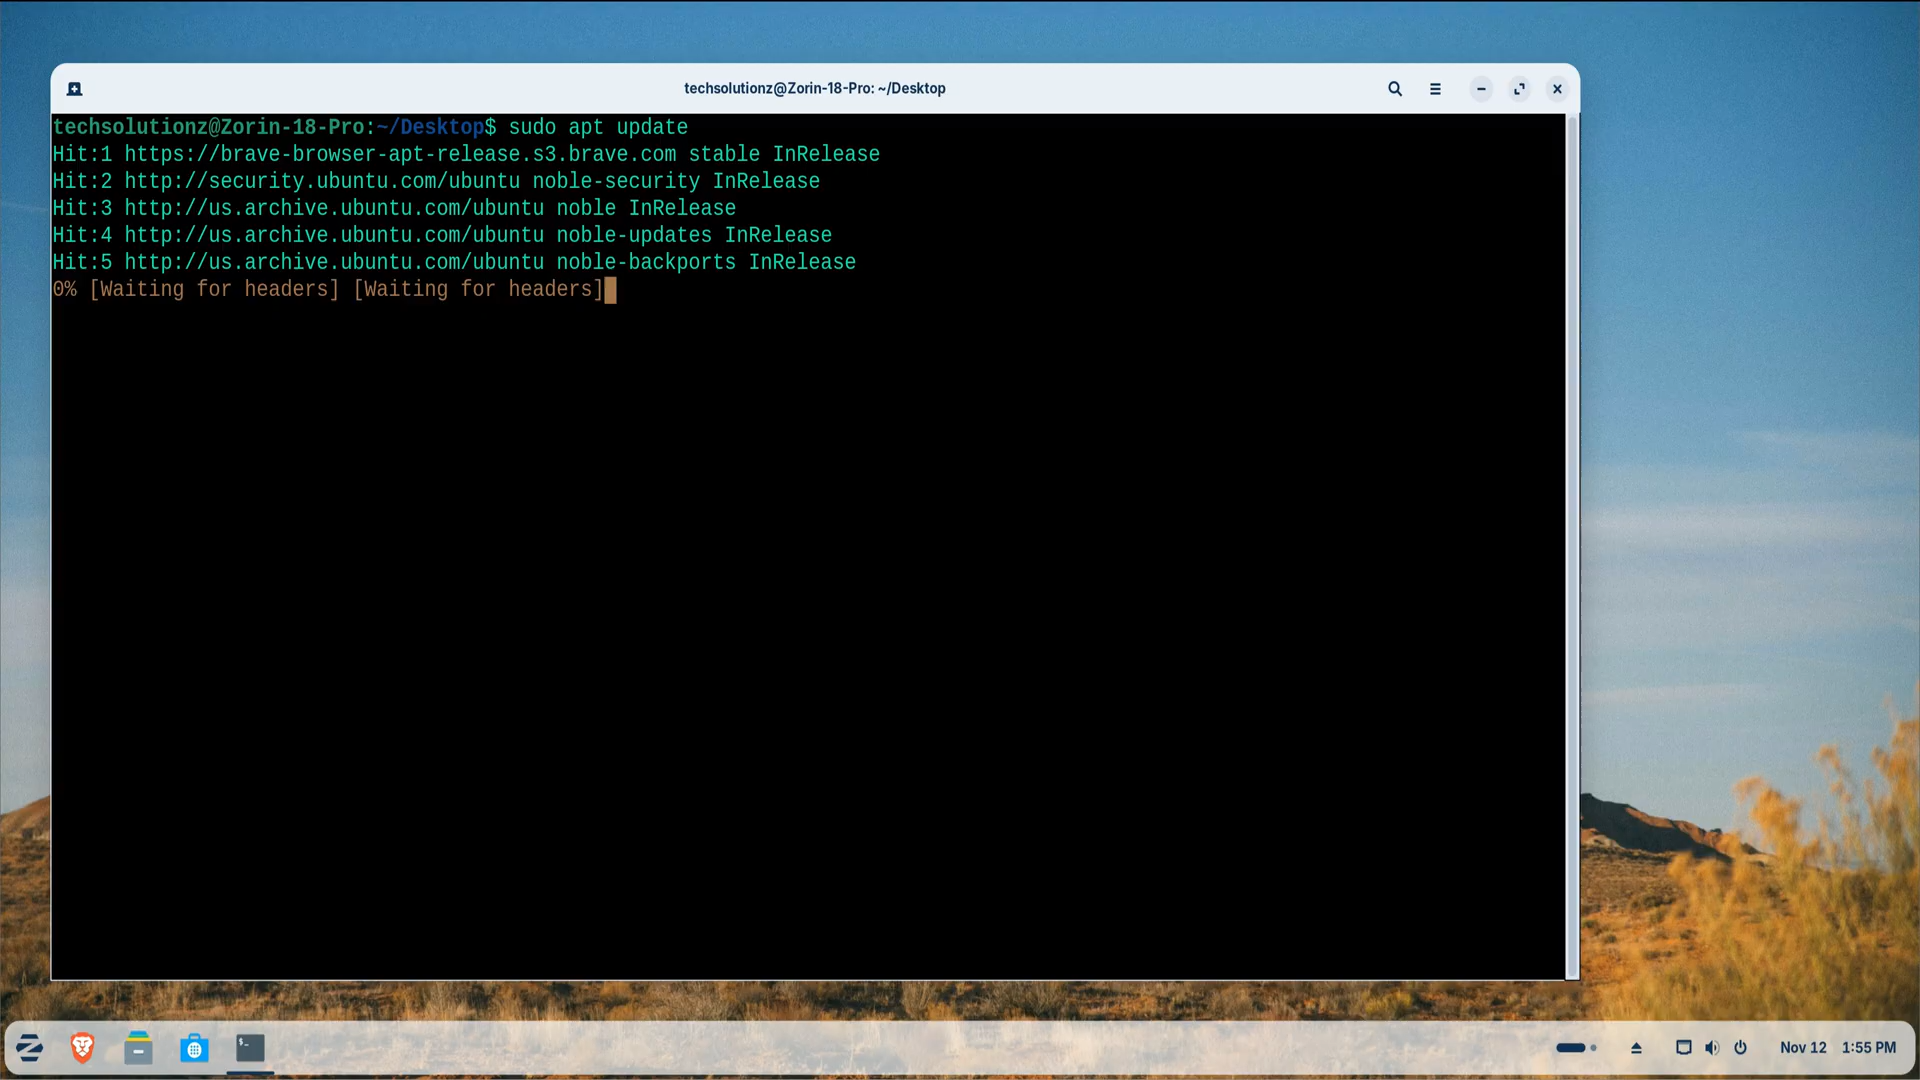 techsolutionz@Zorin-18-Pro: ~/Desktop
techsolutionz@Zorin-18-Pro:~/Desktop$ sudo apt update
Hit:1 https://brave-browser-apt-release.s3.brave.com stable InRelease
Hit:2 http://security.ubuntu.com/ubuntu noble-security InRelease
Hit:3 http://us.archive.ubuntu.com/ubuntu noble InRelease
Hit:4 http://us.archive.ubuntu.com/ubuntu noble-updates InRelease
Hit:5 http://us.archive.ubuntu.com/ubuntu noble-backports InRelease
0% [Waiting for headers] [Waiting for headers]
$_
Nov 12 1:55 PM